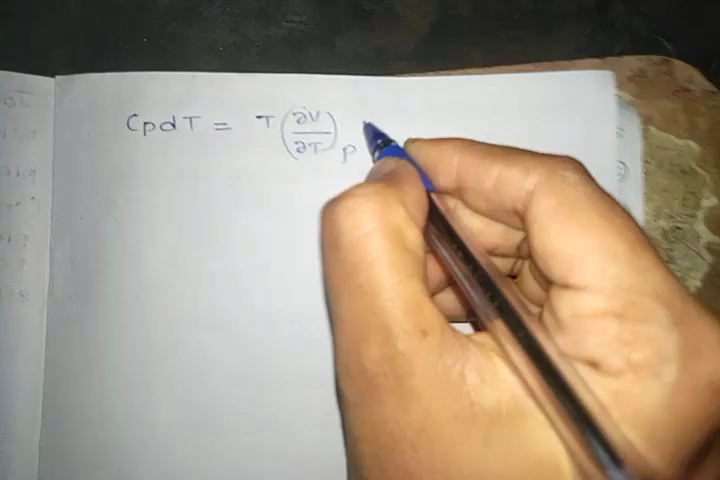 CpdT = T(∂V/∂T)p